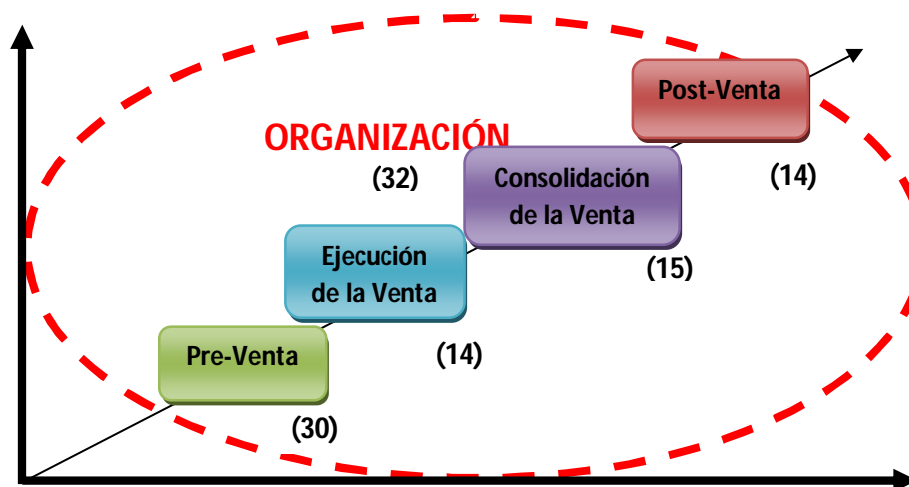 Post-Venta
ORGANIZACIÓN
(32)
(14)
Consolidación
de la Venta
Ejecución
de la Venta
(15)
Pre-Venta
(14)
(30)